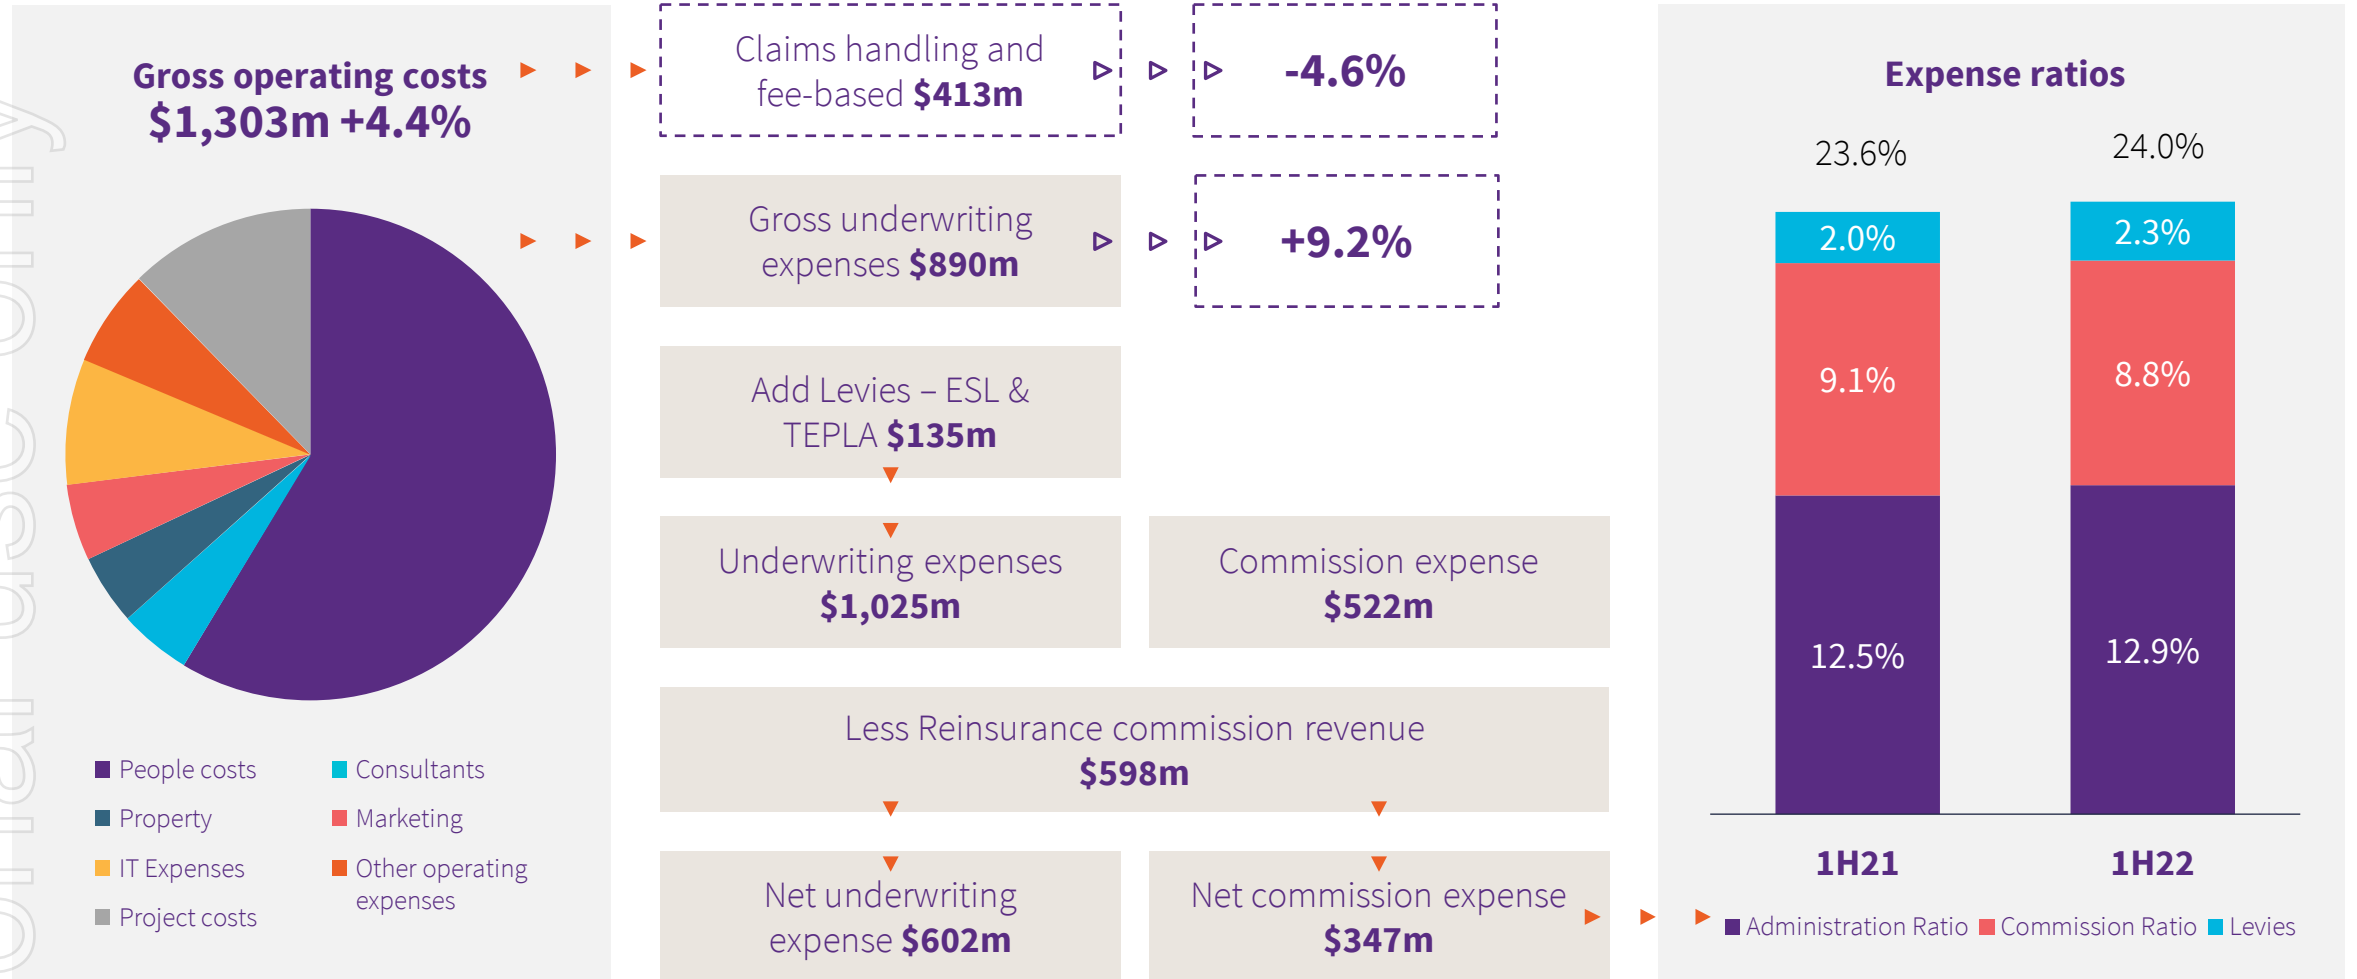 Gross operating costs
$1,303m +4.4%
People costs
Consultants
Property
Marketing
IT Expenses
Other operating
expenses
Project costs
Claims handling and
fee-based $413m
-4.6%
Gross underwriting
expenses $890m
+9.2%
Add Levies – ESL &
TEPLA $135m
Underwriting expenses
$1,025m
Commission expense
$522m
Less Reinsurance commission revenue
$598m
Net underwriting
expense $602m
Net commission expense
$347m
Expense ratios
23.6%
24.0%
2.0%
2.3%
9.1%
8.8%
12.5%
12.9%
1H21
1H22
Administration Ratio
Commission Ratio
Levies